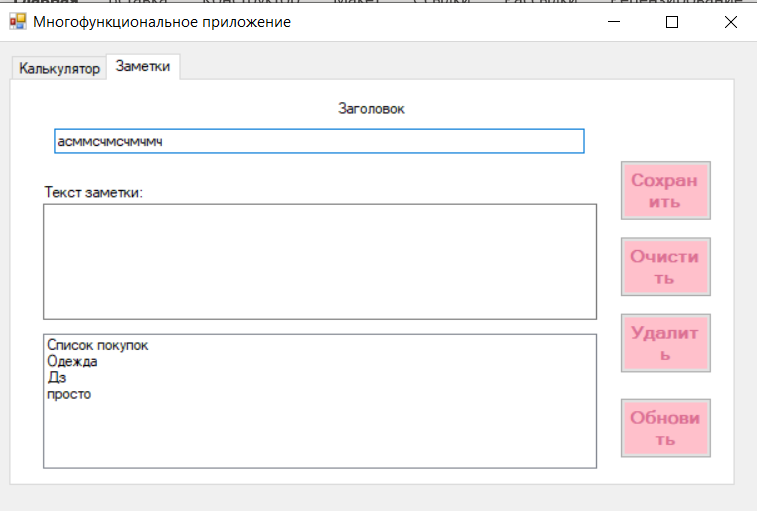 Многофункциональное приложение
Калькулятор
Заметки
Заголовок
асммсчмсчмчмч
Текст заметки:
Список покупок
Одежда
Дз
просто
Сохран
ить
Очисти
ть
Удалит
ь
Обнови
ть